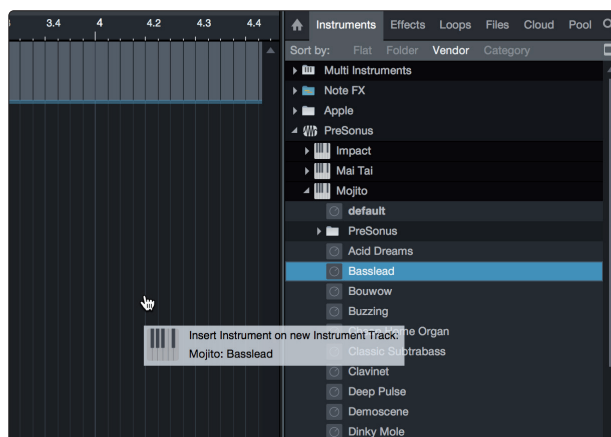 3.4 4 4.2 4.3 4.4
Instruments Effects Loops Files Cloud Pool
Sort by: Flat Folder Vendor Category
Multi Instruments
Note FX
Apple
PreSonus
Impact
Mai Tai
Mojito
default
PreSonus
Acid Dreams
Basslead
Bouwow
Buzzing
Home Organ
Insert Instrument on new Instrument Track:
Classic Subtrabass
Mojito: Basslead
Clavinet
Deep Pulse
Demoscene
Dinky Mole